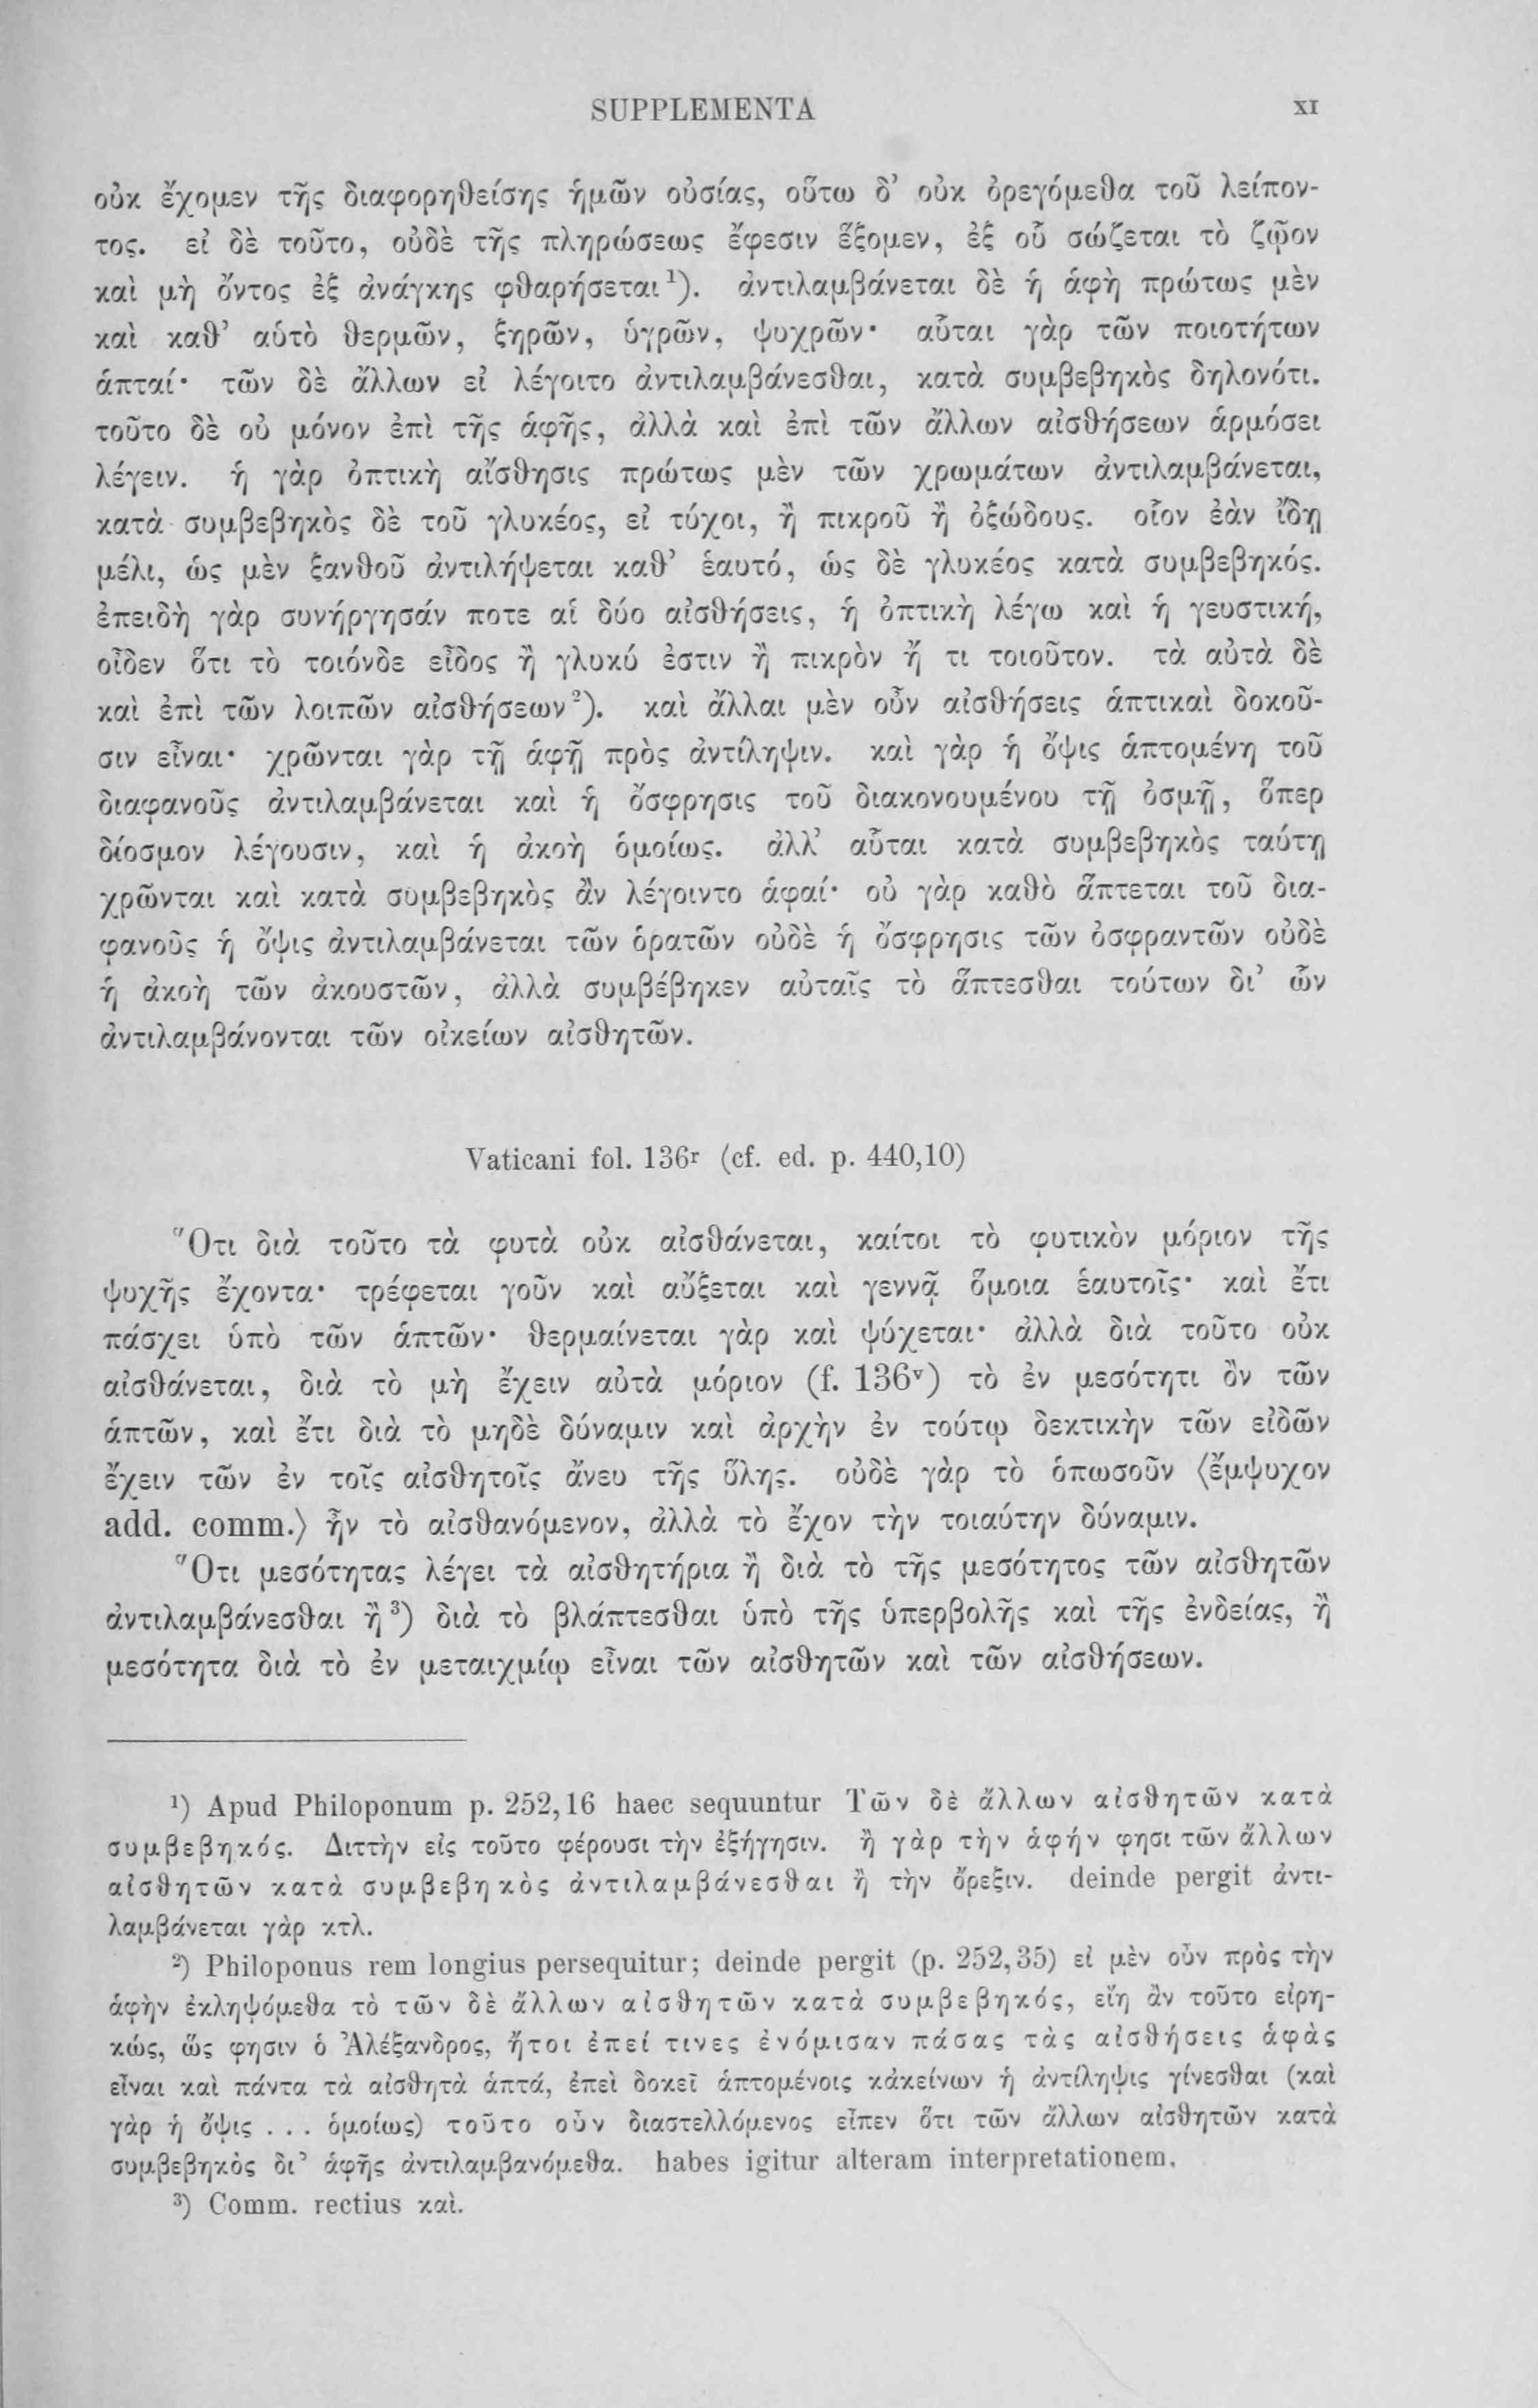 SUPPLEMENTA XI
οὐκ ἔχομεν τῆς διαφορηθείσης ἡμῶν οὐσίας, οὕτω δ’ οὐκ ὀρεγόμεθα τοῦ λείπον-
τος. εἰ δὲ τοῦτο, οὐδὲ τῆς πληρώσεως ἔφεσιν ἕξομεν, ἐξ οὗ σώζεται τὸ ζῷον
καὶ μὴ ὄντος ἐξ ἀνάγκης φθαρήσεται ¹). ἀντιλαμβάνεται δὲ ἡ ἁφὴ πρώτως μὲν
καὶ καθ’ αὑτὸ θερμῶν, ξηρῶν, ὑγρῶν, ψυχρῶν· αὗται γὰρ τῶν ποιοτήτων
ἁπταί· τῶν δὲ ἄλλων εἰ λέγοιτο ἀντιλαμβάνεσθαι, κατὰ συμβεβηκὸς δηλονότι.
τοῦτο δὲ οὐ μόνον ἐπὶ τῆς ἁφῆς, ἀλλὰ καὶ ἐπὶ τῶν ἄλλων αἰσθήσεων ἁρμόσει
λέγειν. ἡ γὰρ ὀπτικὴ αἴσθησις πρώτως μὲν τῶν χρωμάτων ἀντιλαμβάνεται,
κατὰ συμβεβηκὸς δὲ τοῦ γλυκέος, εἰ τύχοι, ἢ πικροῦ ἢ ὀξώδους. οἷον ἐὰν ἴδῃ
μέλι, ὡς μὲν ξανθοῦ ἀντιλήψεται καθ’ ἑαυτό, ὡς δὲ γλυκέος κατὰ συμβεβηκός.
ἐπειδὴ γὰρ συνήργησάν ποτε αἱ δύο αἰσθήσεις, ἡ ὀπτικὴ λέγω καὶ ἡ γευστική,
οἶδεν ὅτι τὸ τοιόνδε εἶδος ἢ γλυκύ ἐστιν ἢ πικρὸν ἤ τι τοιοῦτον. τὰ αὐτὰ δὲ
καὶ ἐπὶ τῶν λοιπῶν αἰσθήσεων ²). καὶ ἄλλαι μὲν οὖν αἰσθήσεις ἁπτικαὶ δοκοῦ-
σιν εἶναι· χρῶνται γὰρ τῇ ἁφῇ πρὸς ἀντίληψιν. καὶ γὰρ ἡ ὄψις ἁπτομένη τοῦ
διαφανοῦς ἀντιλαμβάνεται καὶ ἡ ὄσφρησις τοῦ διακονουμένου τῇ ὀσμῇ, ὅπερ
δίοσμον λέγουσιν, καὶ ἡ ἀκοὴ ὁμοίως. ἀλλ’ αὗται κατὰ συμβεβηκὸς ταύτῃ
χρῶνται καὶ κατὰ συμβεβηκὸς ἂν λέγοιντο ἁφαί· οὐ γὰρ καθὸ ἅπτεται τοῦ δια-
φανοῦς ἡ ὄψις ἀντιλαμβάνεται τῶν ὁρατῶν οὐδὲ ἡ ὄσφρησις τῶν ὀσφραντῶν οὐδὲ
ἡ ἀκοὴ τῶν ἀκουστῶν, ἀλλὰ συμβέβηκεν αὐταῖς τὸ ἅπτεσθαι τούτων δι’ ὧν
ἀντιλαμβάνονται τῶν οἰκείων αἰσθητῶν.
Vaticani fol. 136ʳ (cf. ed. p. 440,10)
Ὅτι διὰ τοῦτο τὰ φυτὰ οὐκ αἰσθάνεται, καίτοι τὸ φυτικὸν μόριον τῆς
ψυχῆς ἔχοντα· τρέφεται γοῦν καὶ αὔξεται καὶ γεννᾷ ὅμοια ἑαυτοῖς· καὶ ἔτι
πάσχει ὑπὸ τῶν ἁπτῶν· θερμαίνεται γὰρ καὶ ψύχεται· ἀλλὰ διὰ τοῦτο οὐκ
αἰσθάνεται, διὰ τὸ μὴ ἔχειν αὐτὰ μόριον (f. 136ᵛ) τὸ ἐν μεσότητι ὂν τῶν
ἁπτῶν, καὶ ἔτι διὰ τὸ μηδὲ δύναμιν καὶ ἀρχὴν ἐν τούτῳ δεκτικὴν τῶν εἰδῶν
ἔχειν τῶν ἐν τοῖς αἰσθητοῖς ἄνευ τῆς ὕλης. οὐδὲ γὰρ τὸ ὁπωσοῦν ⟨ἔμψυχον
add. comm.⟩ ἦν τὸ αἰσθανόμενον, ἀλλὰ τὸ ἔχον τὴν τοιαύτην δύναμιν.
Ὅτι μεσότητας λέγει τὰ αἰσθητήρια ἢ διὰ τὸ τῆς μεσότητος τῶν αἰσθητῶν
ἀντιλαμβάνεσθαι ἢ ³) διὰ τὸ βλάπτεσθαι ὑπὸ τῆς ὑπερβολῆς καὶ τῆς ἐνδείας, ἢ
μεσότητα διὰ τὸ ἐν μεταιχμίῳ εἶναι τῶν αἰσθητῶν καὶ τῶν αἰσθήσεων.
¹) Apud Philoponum p. 252,16 haec sequuntur Τῶν δὲ ἄλλων αἰσθητῶν κατὰ
συμβεβηκός. Διττὴν εἰς τοῦτο φέρουσι τὴν ἐξήγησιν. ἢ γὰρ τὴν ἁφήν φησι τῶν ἄλλων
αἰσθητῶν κατὰ συμβεβηκὸς ἀντιλαμβάνεσθαι ἢ τὴν ὄρεξιν. deinde pergit ἀντι-
λαμβάνεται γὰρ κτλ.
²) Philoponus rem longius persequitur; deinde pergit (p. 252,35) εἰ μὲν οὖν πρὸς τὴν
ἁφὴν ἐκληψόμεθα τὸ τῶν δὲ ἄλλων αἰσθητῶν κατὰ συμβεβηκός, εἴη ἂν τοῦτο εἰρη-
κώς, ὥς φησιν ὁ Ἀλέξανδρος, ἤτοι ἐπεί τινες ἐνόμισαν πάσας τὰς αἰσθήσεις ἁφὰς
εἶναι καὶ πάντα τὰ αἰσθητὰ ἁπτά, ἐπεὶ δοκεῖ ἁπτομένοις κἀκείνων ἡ ἀντίληψις γίνεσθαι (καὶ
γὰρ ἡ ὄψις . . . ὁμοίως) τοῦτο οὖν διαστελλόμενος εἶπεν ὅτι τῶν ἄλλων αἰσθητῶν κατὰ
συμβεβηκὸς δι’ ἁφῆς ἀντιλαμβανόμεθα. habes igitur alteram interpretationem.
³) Comm. rectius καὶ.